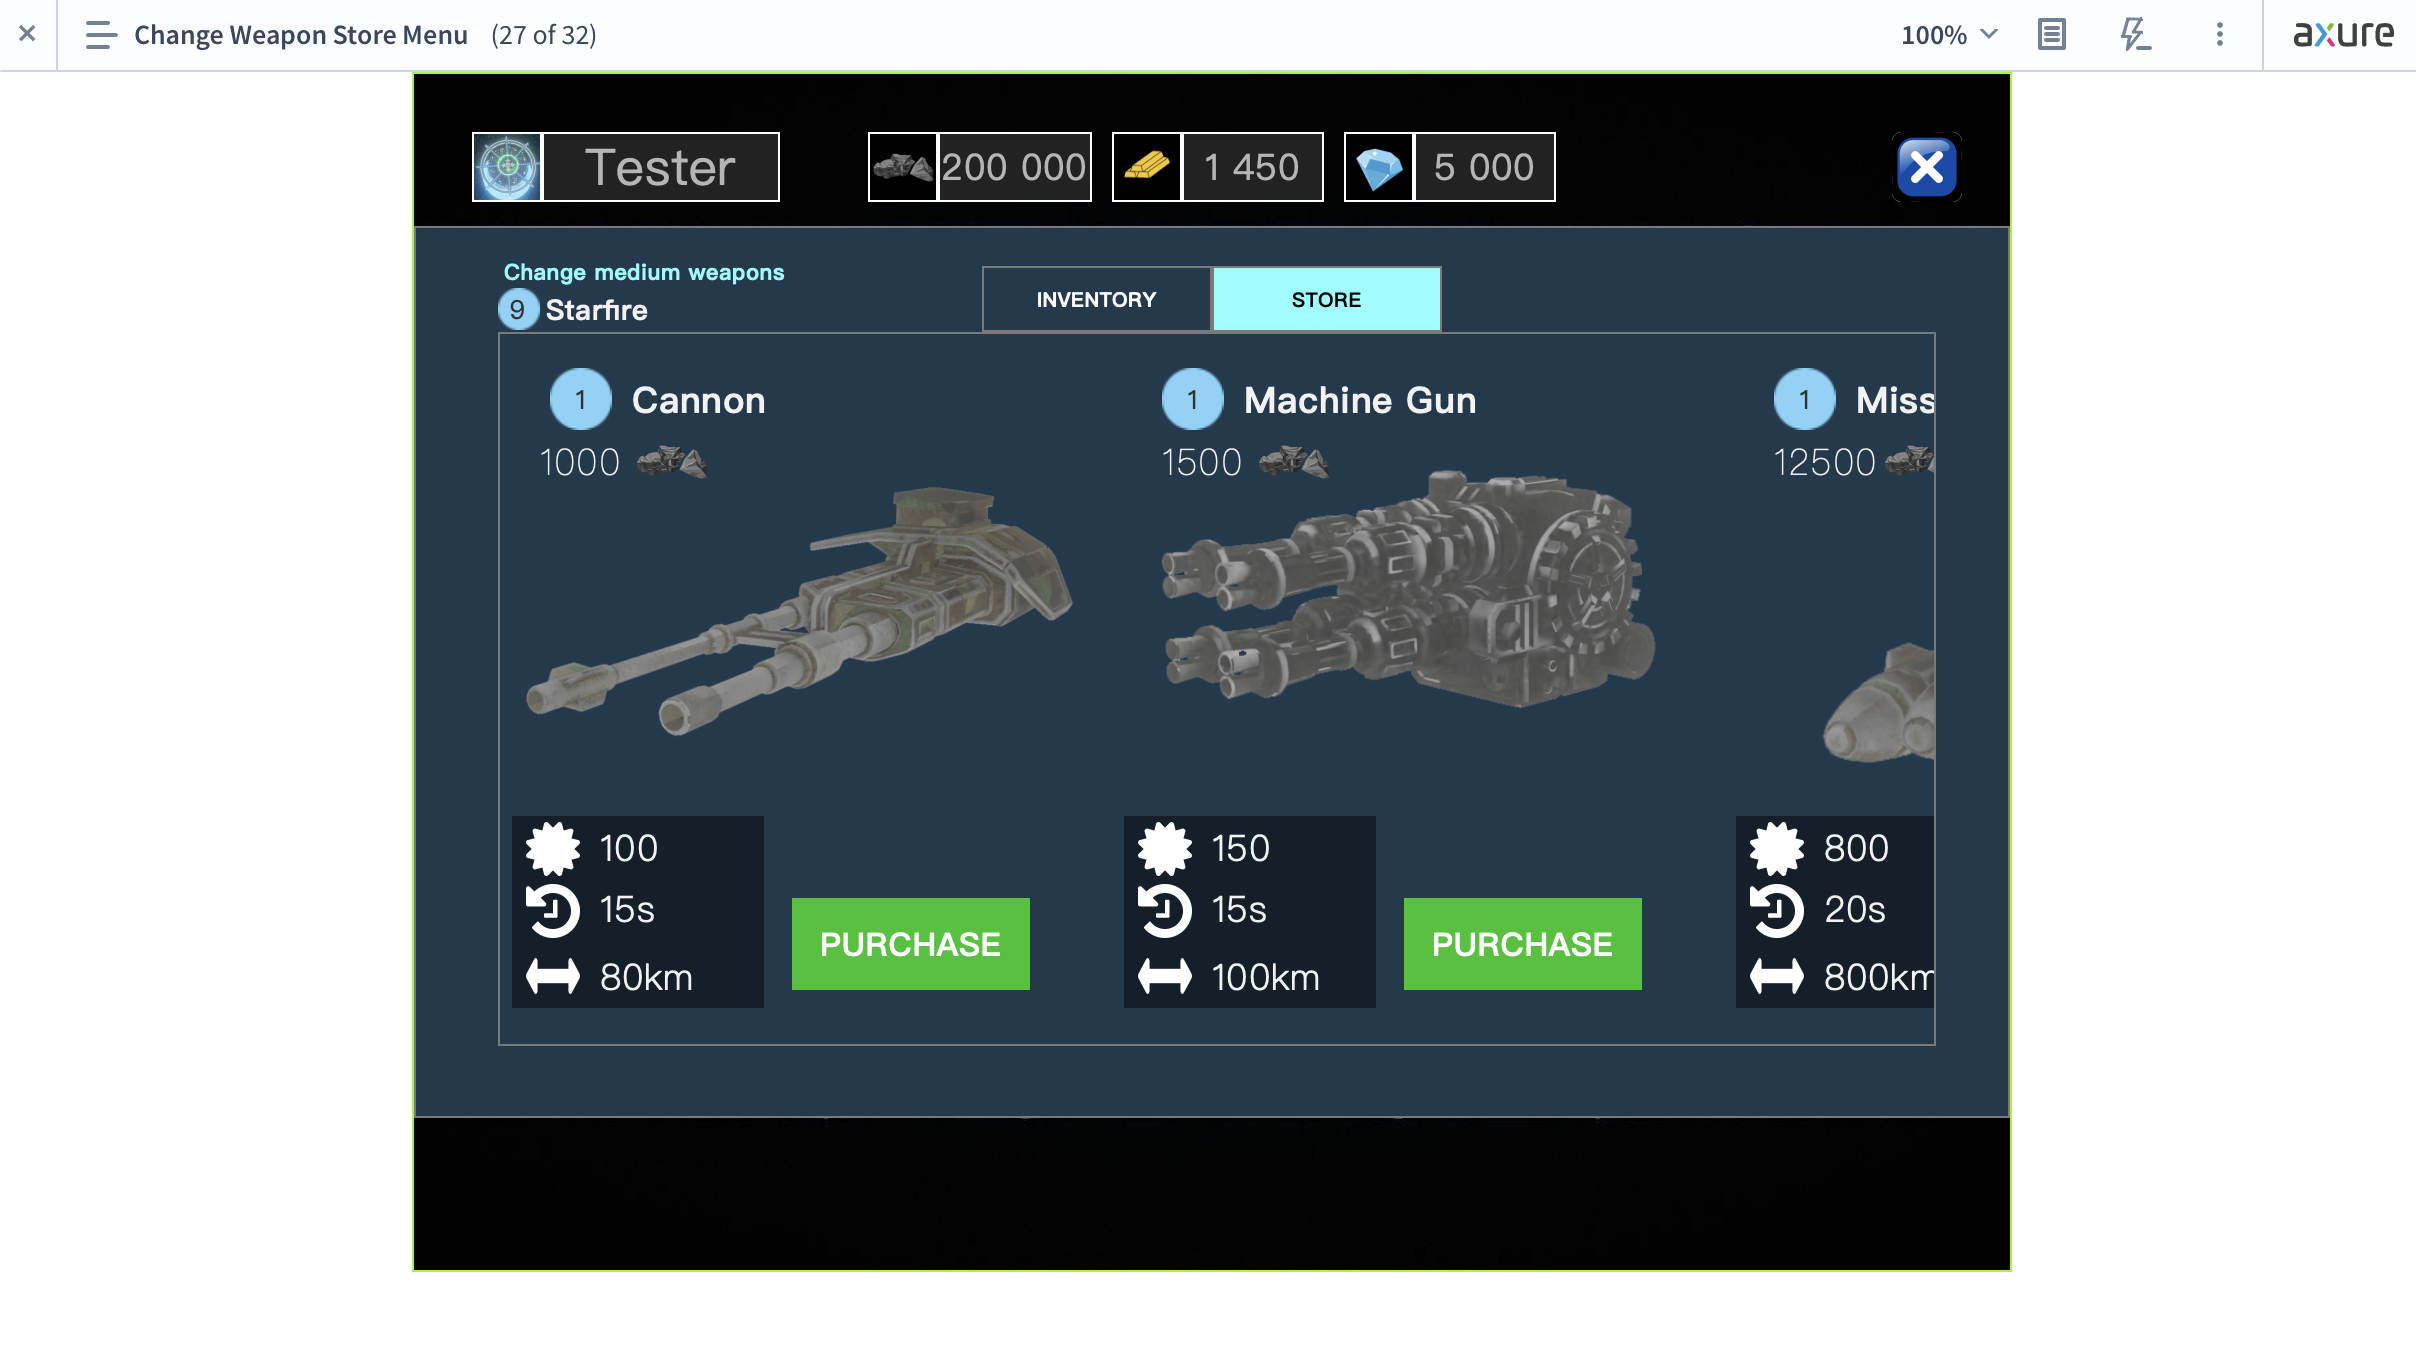 Change Weapon Store Menu (27 of 32)
100%
axure
Tester
200 000
1 450
5 000
Change medium weapons
9 Starfire
INVENTORY
STORE
1 Cannon
1000
100
15s
80km
PURCHASE
1 Machine Gun
1500
150
15s
100km
PURCHASE
1 Miss
12500
800
20s
800km